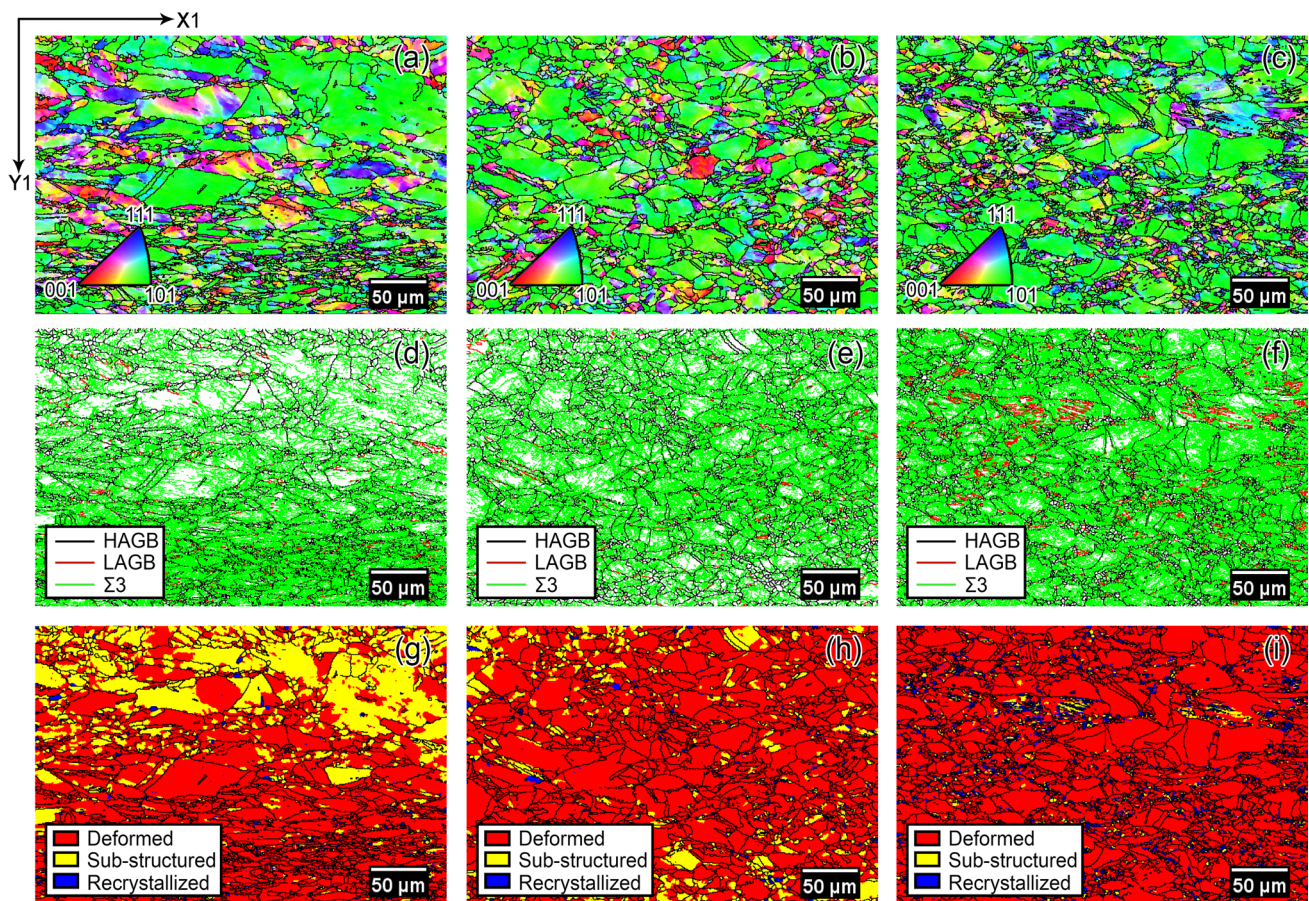 X1
Y1
(a)
111
001
101
50 μm
(b)
111
001
101
50 μm
(c)
111
001
101
50 μm
(d)
HAGB
LAGB
Σ3
50 μm
(e)
HAGB
LAGB
Σ3
50 μm
(f)
HAGB
LAGB
Σ3
50 μm
(g)
Deformed
Sub-structured
Recrystallized
50 μm
(h)
Deformed
Sub-structured
Recrystallized
50 μm
(i)
Deformed
Sub-structured
Recrystallized
50 μm